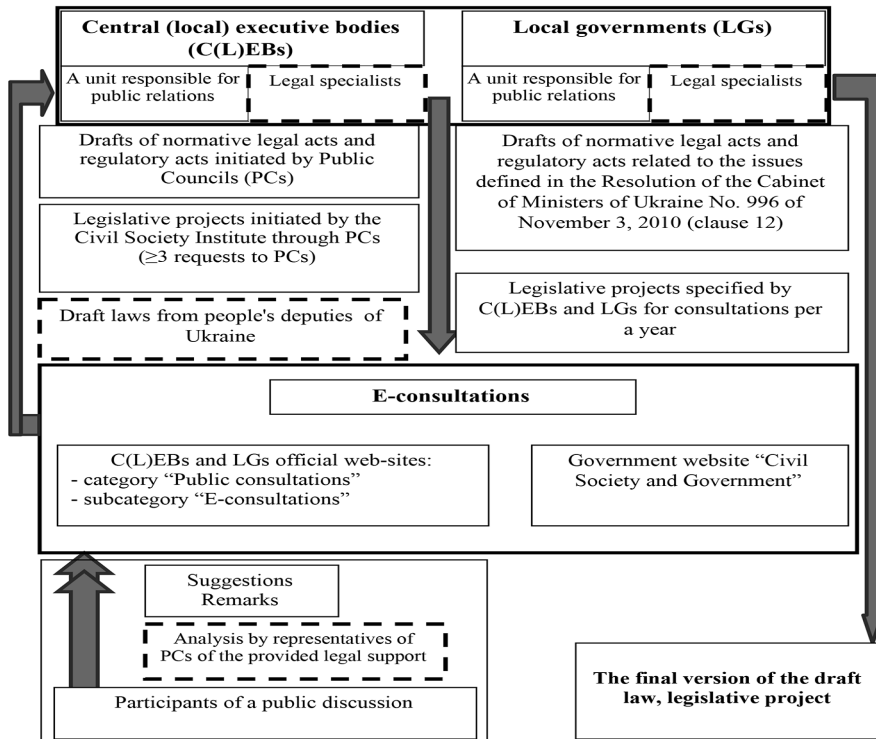 Central (local) executive bodies
(C(L)EBs)
Local governments (LGs)
A unit responsible for
public relations
Legal specialists
A unit responsible for
public relations
Legal specialists
Drafts of normative legal acts and
regulatory acts initiated by Public
Councils (PCs)
Legislative projects initiated by the
Civil Society Institute through PCs
(≥3 requests to PCs)
Draft laws from people's deputies of
Ukraine
Drafts of normative legal acts and
regulatory acts related to the issues
defined in the Resolution of the Cabinet
of Ministers of Ukraine No. 996 of
November 3, 2010 (clause 12)
Legislative projects specified by
C(L)EBs and LGs for consultations per
a year
E-consultations
C(L)EBs and LGs official web-sites:
- category “Public consultations”
- subcategory “E-consultations”
Government website “Civil
Society and Government”
Suggestions
Remarks
Analysis by representatives of
PCs of the provided legal support
Participants of a public discussion
The final version of the draft
law, legislative project